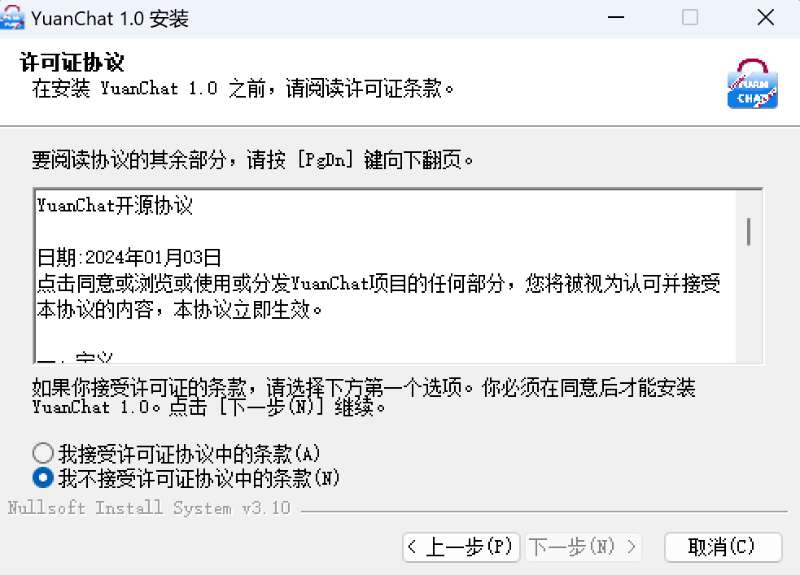 YuanChat 1.0 安装
许可证协议
在安装 YuanChat 1.0 之前，请阅读许可证条款。
YUAN
CHAT
要阅读协议的其余部分，请按 [PgDn] 键向下翻页。
YuanChat开源协议
日期:2024年01月03日
点击同意或浏览或使用或分发YuanChat项目的任何部分，您将被视为认可并接受
本协议的内容，本协议立即生效。
一、定义
如果你接受许可证的条款，请选择下方第一个选项。你必须在同意后才能安装
YuanChat 1.0。点击 [下一步(N)] 继续。
我接受许可证协议中的条款(A)
我不接受许可证协议中的条款(N)
Nullsoft Install System v3.10
< 上一步(P) 下一步(N) > 取消(C)